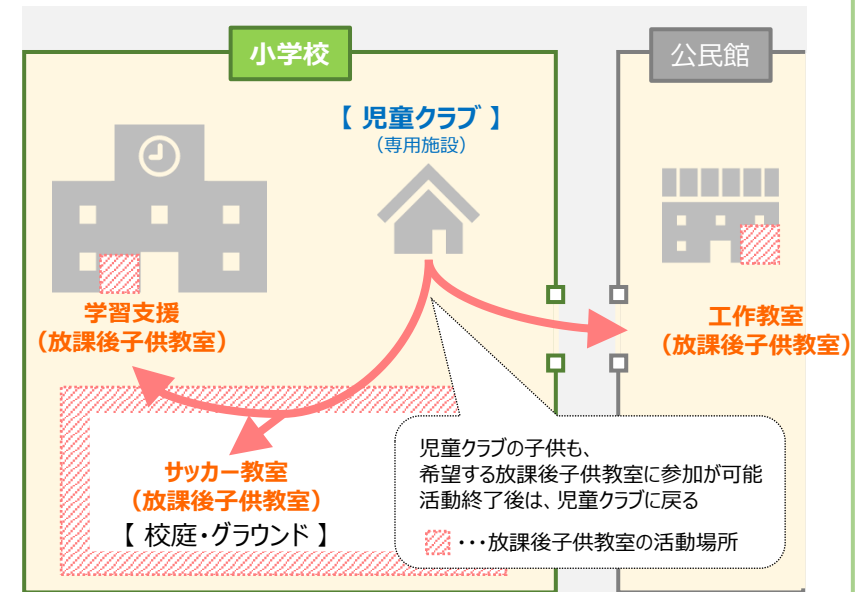 小学校
公民館
【 児童クラブ 】
（専用施設）
学習支援
（放課後子供教室）
工作教室
（放課後子供教室）
サッカー教室
（放課後子供教室）
【 校庭・グラウンド 】
児童クラブの子供も、
希望する放課後子供教室に参加が可能
活動終了後は、児童クラブに戻る
・・・放課後子供教室の活動場所